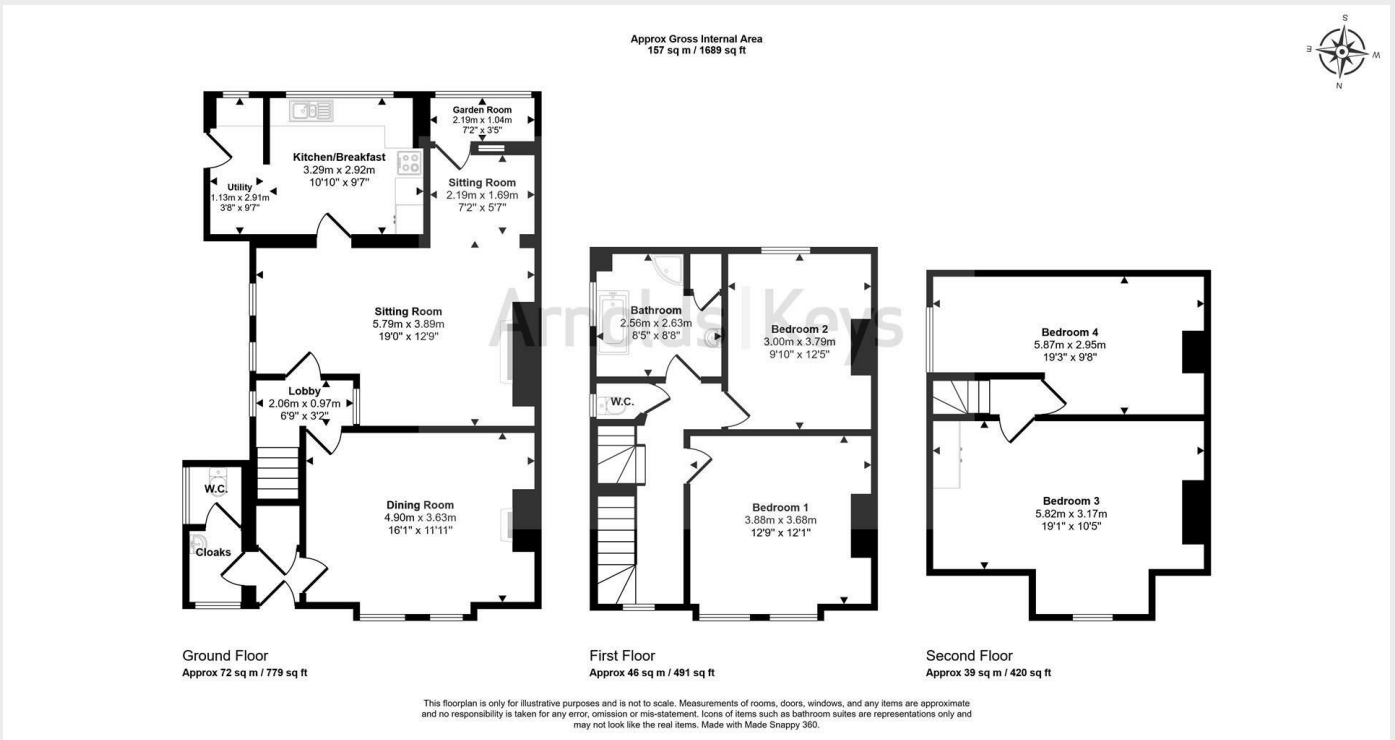 Approx Gross Internal Area
157 sq m / 1689 sq ft
S
E
W
N
Garden Room
2.19m x 1.04m
7'2" x 3'5"
Kitchen/Breakfast
3.29m x 2.92m
10'10" x 9'7"
Sitting Room
2.19m x 1.69m
7'2" x 5'7"
Utility
1.13m x 2.91m
3'8" x 9'7"
Sitting Room
5.79m x 3.89m
19'0" x 12'9"
Lobby
2.06m x 0.97m
6'9" x 3'2"
W.C.
Cloaks
Dining Room
4.90m x 3.63m
16'1" x 11'11"
Bathroom
2.56m x 2.63m
8'5" x 8'8"
Bedroom 2
3.00m x 3.79m
9'10" x 12'5"
W.C.
Bedroom 1
3.88m x 3.68m
12'9" x 12'1"
Bedroom 4
5.87m x 2.95m
19'3" x 9'8"
Bedroom 3
5.82m x 3.17m
19'1" x 10'5"
Arnolds | Keys
Ground Floor
Approx 72 sq m / 779 sq ft
First Floor
Approx 46 sq m / 491 sq ft
Second Floor
Approx 39 sq m / 420 sq ft
This floorplan is only for illustrative purposes and is not to scale. Measurements of rooms, doors, windows, and any items are approximate
and no responsibility is taken for any error, omission or mis-statement. Icons of items such as bathroom suites are representations only and
may not look like the real items. Made with Made Snappy 360.